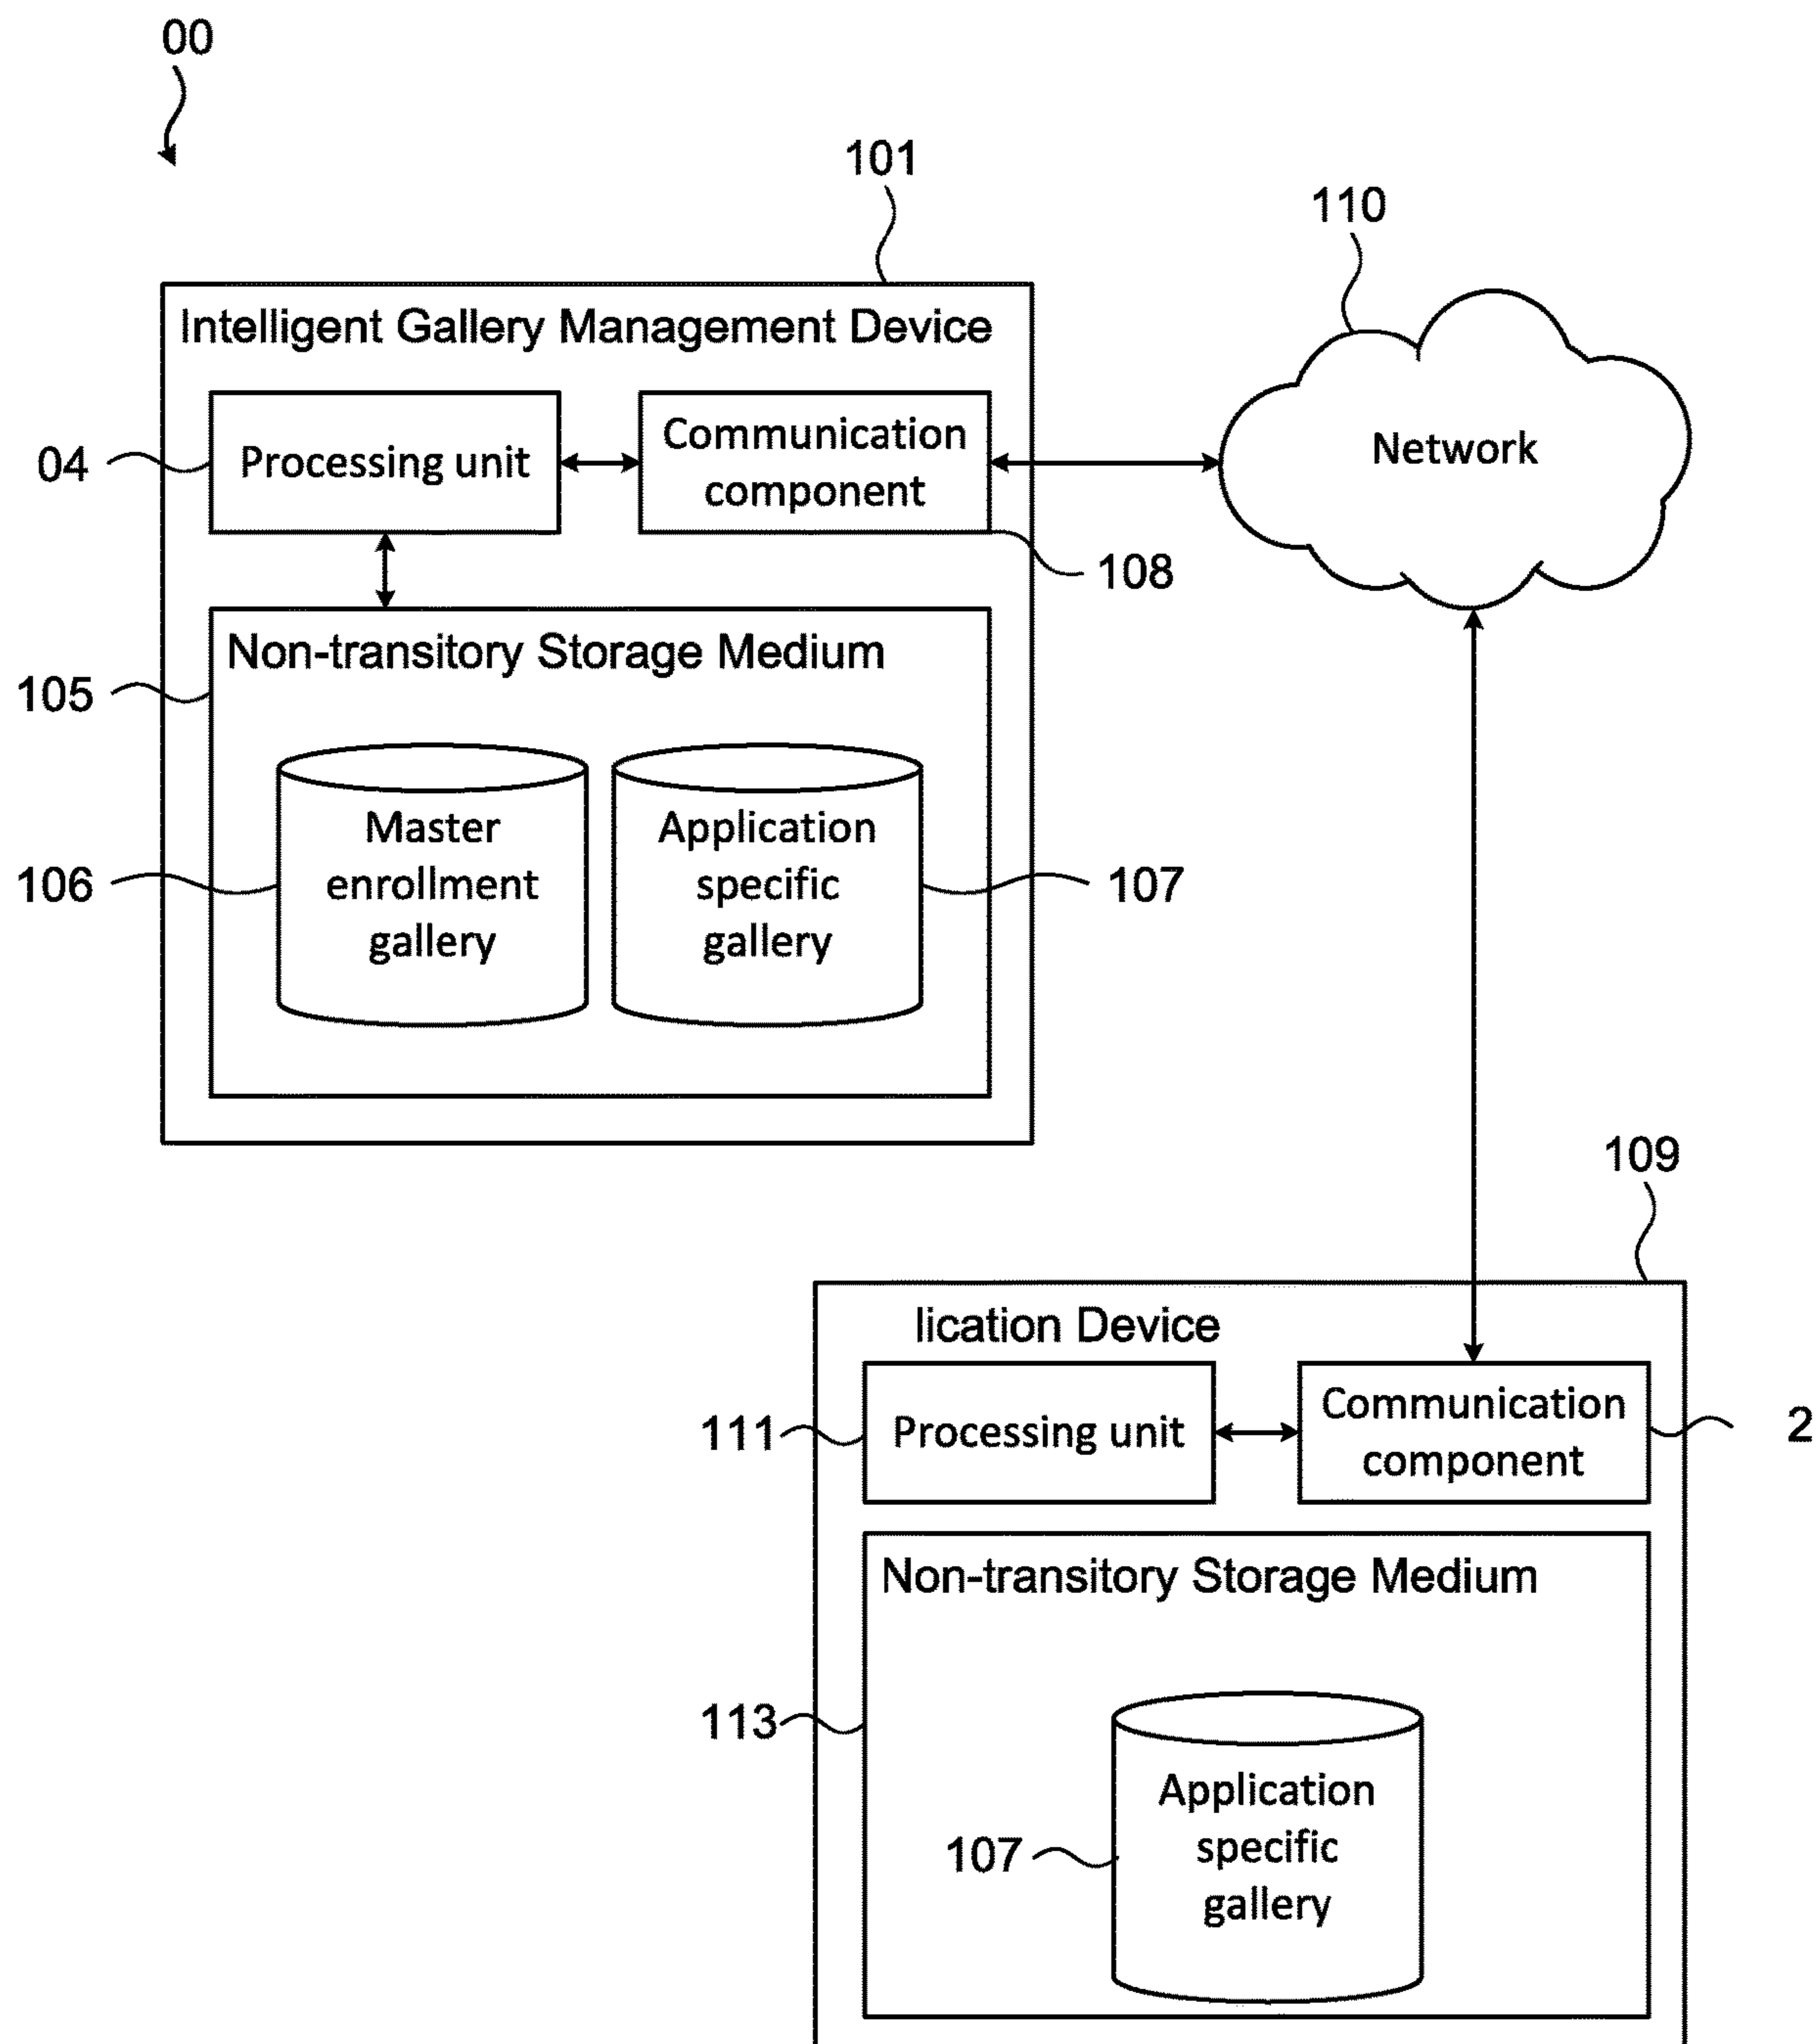 00
101
110
Intelligent Gallery Management Device
04
Processing unit
Communication
component
Network
108
Non-transitory Storage Medium
105
Master
enrollment
gallery
Application
specific
gallery
106
107
109
lication Device
111
Processing unit
Communication
component
2
Non-transitory Storage Medium
113
Application
specific
gallery
107